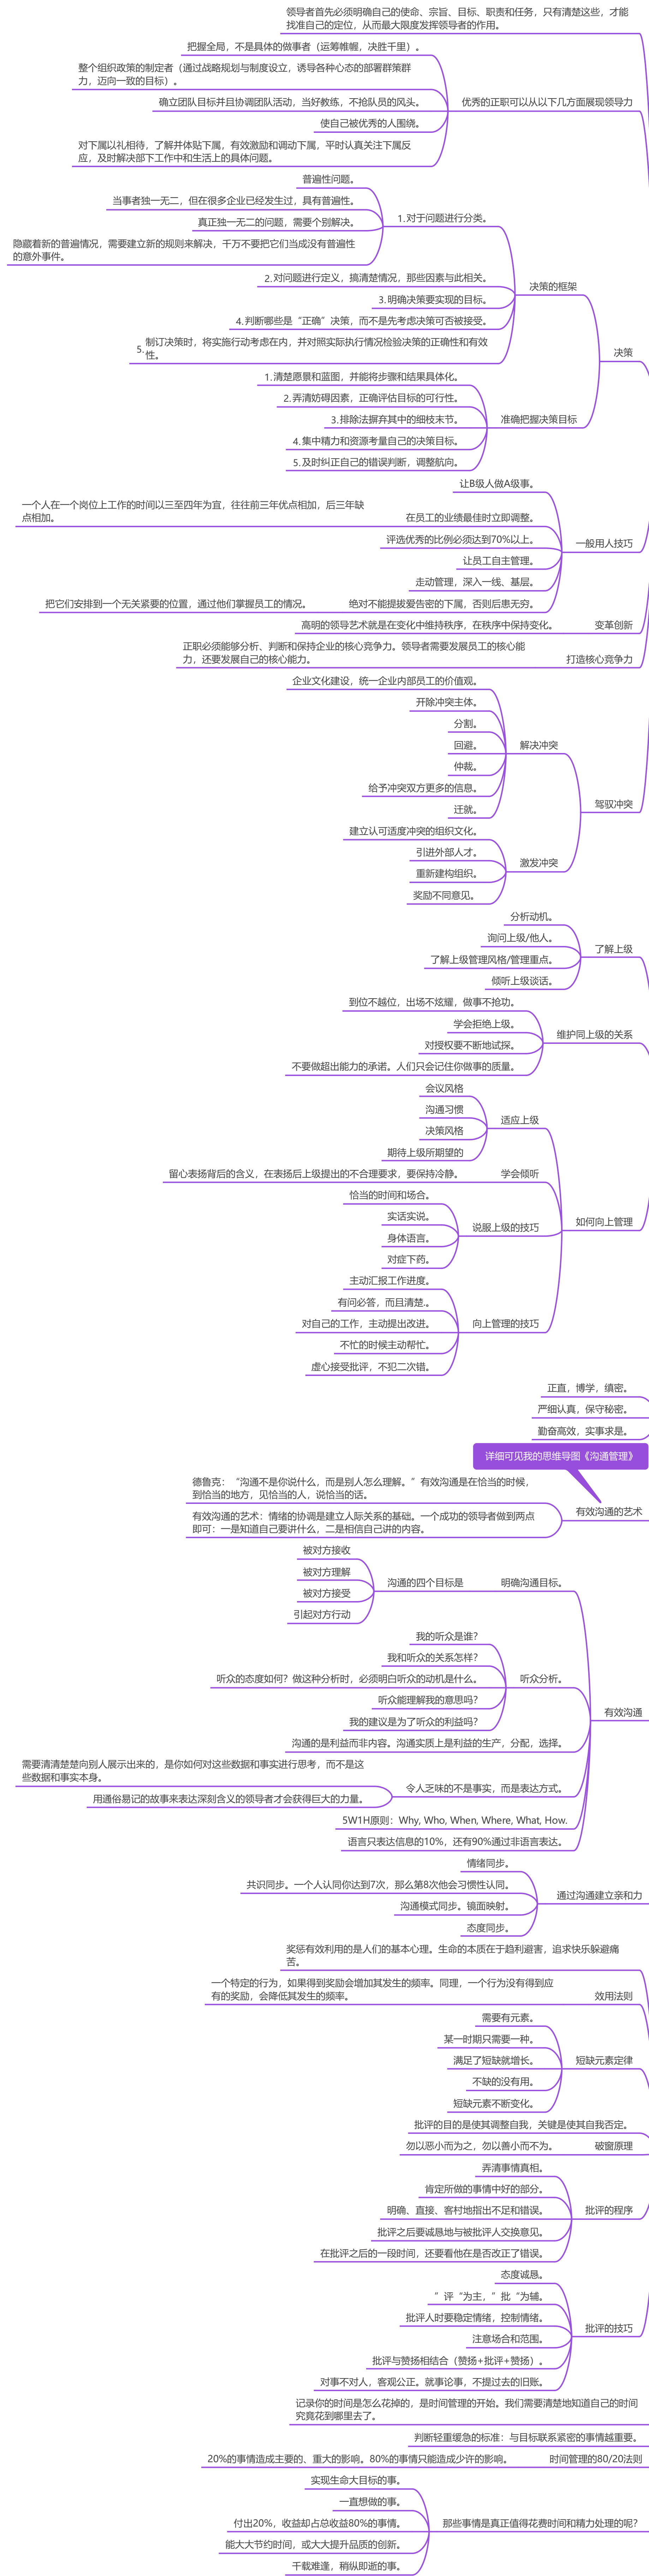 领导者首先必须明确自己的使命、宗旨、目标、职责和任务，只有清楚这些，才能
找准自己的定位，从而最大限度发挥领导者的作用。
把握全局，不是具体的做事者（运筹帷幄，决胜千里）。
整个组织政策的制定者（通过战略规划与制度设立，诱导各种心态的部署群策群
力，迈向一致的目标）。
确立团队目标并且协调团队活动，当好教练，不抢队员的风头。
优秀的正职可以从以下几方面展现领导力
使自己被优秀的人围绕。
对下属以礼相待，了解并体贴下属，有效激励和调动下属，平时认真关注下属反
应，及时解决部下工作中和生活上的具体问题。
普遍性问题。
当事者独一无二，但在很多企业已经发生过，具有普遍性。
1.对于问题进行分类。
真正独一无二的问题，需要个别解决。
隐藏着新的普遍情况，需要建立新的规则来解决，千万不要把它们当成没有普遍性
的意外事件。
2.对问题进行定义，搞清楚情况，那些因素与此相关。
决策的框架
3.明确决策要实现的目标。
4.判断哪些是“正确”决策，而不是先考虑决策可否被接受。
5.制订决策时，将实施行动考虑在内，并对照实际执行情况检验决策的正确性和有效
性。
决策
1.清楚愿景和蓝图，并能将步骤和结果具体化。
2.弄清妨碍因素，正确评估目标的可行性。
3.排除法摒弃其中的细枝末节。
准确把握决策目标
4.集中精力和资源考量自己的决策目标。
5.及时纠正自己的错误判断，调整航向。
让B级人做A级事。
一个人在一个岗位上工作的时间以三至四年为宜，往往前三年优点相加，后三年缺
点相加。
在员工的业绩最佳时立即调整。
评选优秀的比例必须达到70%以上。
一般用人技巧
让员工自主管理。
走动管理，深入一线、基层。
把它们安排到一个无关紧要的位置，通过他们掌握员工的情况。
绝对不能提拔爱告密的下属，否则后患无穷。
高明的领导艺术就是在变化中维持秩序，在秩序中保持变化。
变革创新
正职必须能够分析、判断和保持企业的核心竞争力。领导者需要发展员工的核心能
力，还要发展自己的核心能力。
打造核心竞争力
企业文化建设，统一企业内部员工的价值观。
开除冲突主体。
分割。
回避。
解决冲突
仲裁。
给予冲突双方更多的信息。
迁就。
驾驭冲突
建立认可适度冲突的组织文化。
引进外部人才。
激发冲突
重新建构组织。
奖励不同意见。
分析动机。
询问上级/他人。
了解上级
了解上级管理风格/管理重点。
倾听上级谈话。
到位不越位，出场不炫耀，做事不抢功。
学会拒绝上级。
维护同上级的关系
对授权要不断地试探。
不要做超出能力的承诺。人们只会记住你做事的质量。
会议风格
沟通习惯
适应上级
决策风格
期待上级所期望的
留心表扬背后的含义，在表扬后上级提出的不合理要求，要保持冷静。
学会倾听
恰当的时间和场合。
实话实说。
说服上级的技巧
如何向上管理
身体语言。
对症下药。
主动汇报工作进度。
有问必答，而且清楚.。
对自己的工作，主动提出改进。
向上管理的技巧
不忙的时候主动帮忙。
虚心接受批评，不犯二次错。
正直，博学，缜密。
严细认真，保守秘密。
勤奋高效，实事求是。
详细可见我的思维导图《沟通管理》
德鲁克：“沟通不是你说什么，而是别人怎么理解。”有效沟通是在恰当的时候，
到恰当的地方，见恰当的人，说恰当的话。
有效沟通的艺术
有效沟通的艺术：情绪的协调是建立人际关系的基础。一个成功的领导者做到两点
即可：一是知道自己要讲什么，二是相信自己讲的内容。
被对方接收
被对方理解
沟通的四个目标是
明确沟通目标。
被对方接受
引起对方行动
我的听众是谁？
我和听众的关系怎样？
听众的态度如何？做这种分析时，必须明白听众的动机是什么。
听众分析。
听众能理解我的意思吗？
有效沟通
我的建议是为了听众的利益吗？
沟通的是利益而非内容。沟通实质上是利益的生产，分配，选择。
需要清清楚楚向别人展示出来的，是你如何对这些数据和事实进行思考，而不是这
些数据和事实本身。
令人乏味的不是事实，而是表达方式。
用通俗易记的故事来表达深刻含义的领导者才会获得巨大的力量。
5W1H原则：Why, Who, When, Where, What, How.
语言只表达信息的10%，还有90%通过非语言表达。
情绪同步。
共识同步。一个人认同你达到7次，那么第8次他会习惯性认同。
通过沟通建立亲和力
沟通模式同步。镜面映射。
态度同步。
奖惩有效利用的是人们的基本心理。生命的本质在于趋利避害，追求快乐躲避痛
苦。
一个特定的行为，如果得到奖励会增加其发生的频率。同理，一个行为没有得到应
有的奖励，会降低其发生的频率。
效用法则
需要有元素。
某一时期只需要一种。
满足了短缺就增长。
短缺元素定律
不缺的没有用。
短缺元素不断变化。
批评的目的是使其调整自我，关键是使其自我否定。
勿以恶小而为之，勿以善小而不为。
破窗原理
弄清事情真相。
肯定所做的事情中好的部分。
明确、直接、客村地指出不足和错误。
批评的程序
批评之后要诚恳地与被批评人交换意见。
在批评之后的一段时间，还要看他在是否改正了错误。
态度诚恳。
”评“为主，”批“为辅。
批评人时要稳定情绪，控制情绪。
批评的技巧
注意场合和范围。
批评与赞扬相结合（赞扬+批评+赞扬）。
对事不对人，客观公正。就事论事，不提过去的旧账。
记录你的时间是怎么花掉的，是时间管理的开始。我们需要清楚地知道自己的时间
究竟花到哪里去了。
判断轻重缓急的标准：与目标联系紧密的事情越重要。
20%的事情造成主要的、重大的影响。80%的事情只能造成少许的影响。
时间管理的80/20法则
实现生命大目标的事。
一直想做的事。
付出20%，收益却占总收益80%的事情。
那些事情是真正值得花费时间和精力处理的呢？
能大大节约时间，或大大提升品质的创新。
千载难逢，稍纵即逝的事。